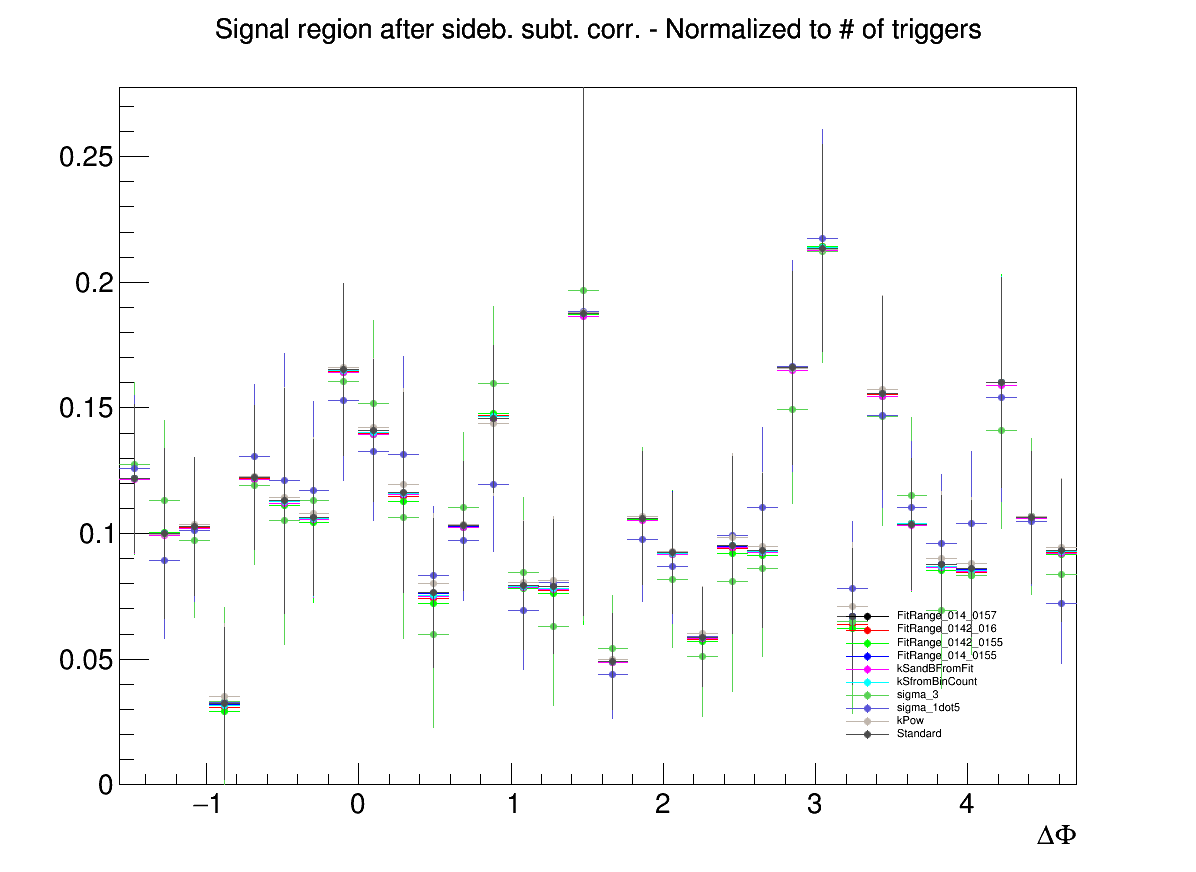 Signal region after sideb. subt. corr. - Normalized to # of triggers
0.25
0.2
0.15
0.1
0.05
0
−1 0 1 2 3 4
ΔΦ
FitRange_014_0157
FitRange_0142_016
FitRange_0142_0155
FitRange_014_0155
kSandBFromFit
kSfromBinCount
sigma_3
sigma_1dot5
kPow
Standard